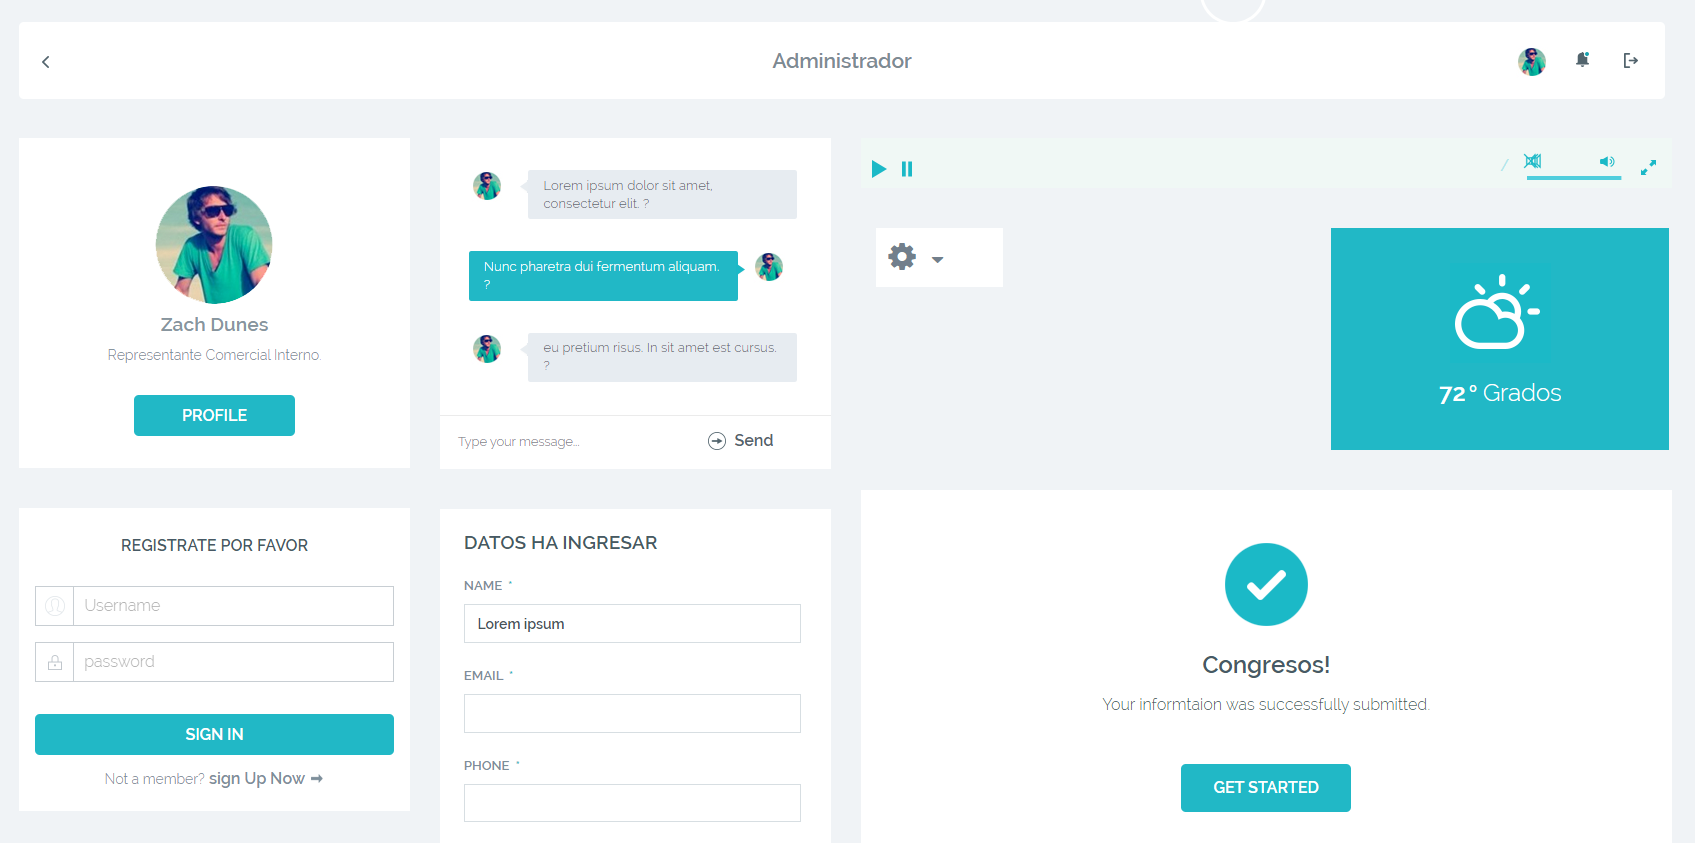 Administrador
Zach Dunes
Representante Comercial Interno.
PROFILE
Lorem ipsum dolor sit amet,
consectetur elit. ?
Nunc pharetra dui fermentum aliquam.
?
eu pretium risus. In sit amet est cursus.
?
Type your message...
Send
/
72° Grados
REGISTRATE POR FAVOR
Username
password
SIGN IN
Not a member? sign Up Now
DATOS HA INGRESAR
NAME *
Lorem ipsum
EMAIL *
PHONE *
Congresos!
Your informtaion was successfully submitted.
GET STARTED